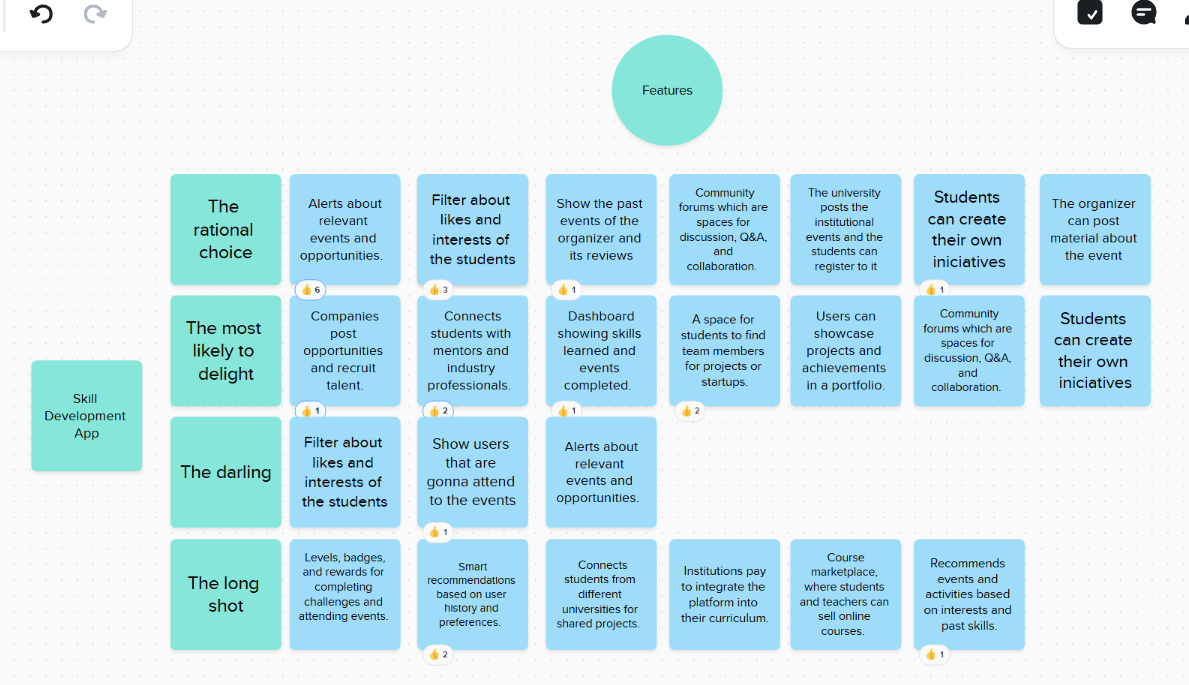 Features
The
rational
choice
Alerts about
relevant
events and
opportunities.
6
Filter about
likes and
interests of
the students
3
Show the past
events of the
organizer and
its reviews
1
Community
forums which are
spaces for
discussion, Q&A,
and
collaboration.
The university
posts the
institutional
events and the
students can
register to it
Students
can create
their own
iniciatives
1
The organizer
can post
material about
the event
The most
likely to
delight
Companies
post
opportunities
and recruit
talent.
1
Connects
students with
mentors and
industry
professionals.
2
Dashboard
showing skills
learned and
events
completed.
1
A space for
students to find
team members
for projects or
startups.
2
Users can
showcase
projects and
achievements
in a portfolio.
Community
forums which are
spaces for
discussion, Q&A,
and
collaboration.
Students
can create
their own
iniciatives
Skill
Development
App
The darling
Filter about
likes and
interests of
the students
Show users
that are
gonna attend
to the events
1
Alerts about
relevant
events and
opportunities.
The long
shot
Levels, badges,
and rewards for
completing
challenges and
attending events.
Smart
recommendations
based on user
history and
preferences.
2
Connects
students from
different
universities for
shared projects.
Institutions pay
to integrate the
platform into
their curriculum.
Course
marketplace,
where students
and teachers can
sell online
courses.
Recommends
events and
activities based
on interests and
past skills.
1